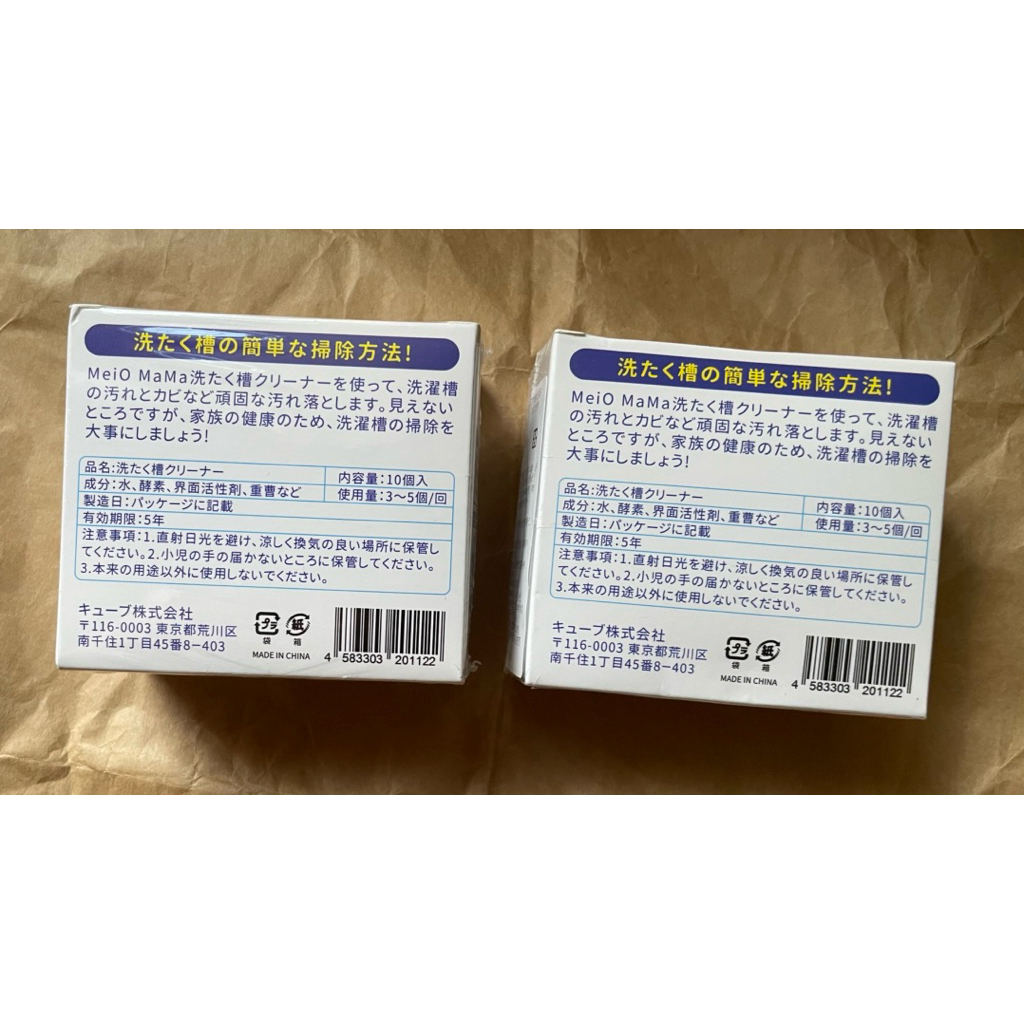 洗たく槽の簡単な掃除方法!
MeiO MaMa洗たく槽クリーナーを使って、洗濯槽
の汚れとカビなど頑固な汚れ落とします。見えない
ところですが、家族の健康のため、洗濯槽の掃除を
大事にしましょう!
品名:洗たく槽クリーナー 内容量:10個入
成分:水、酵素、界面活性剤、重曹など 使用量:3〜5個/回
製造日:パッケージに記載
有効期限:5年
注意事項:1.直射日光を避け、涼しく換気の良い場所に保管し
てください。2.小児の手の届かないところに保管してください。
3.本来の用途以外に使用しないでください。
キューブ株式会社
〒116-0003 東京都荒川区
南千住1丁目45番8-403
プラ 紙
袋 箱
MADE IN CHINA
4 583303 201122
洗たく槽の簡単な掃除方法!
MeiO MaMa洗たく槽クリーナーを使って、洗濯槽
の汚れとカビなど頑固な汚れ落とします。見えない
ところですが、家族の健康のため、洗濯槽の掃除を
大事にしましょう!
品名:洗たく槽クリーナー 内容量:10個入
成分:水、酵素、界面活性剤、重曹など 使用量:3〜5個/回
製造日:パッケージに記載
有効期限:5年
注意事項:1.直射日光を避け、涼しく換気の良い場所に保管し
てください。2.小児の手の届かないところに保管してください。
3.本来の用途以外に使用しないでください。
キューブ株式会社
〒116-0003 東京都荒川区
南千住1丁目45番8-403
プラ 紙
袋 箱
MADE IN CHINA
4 583303 201122